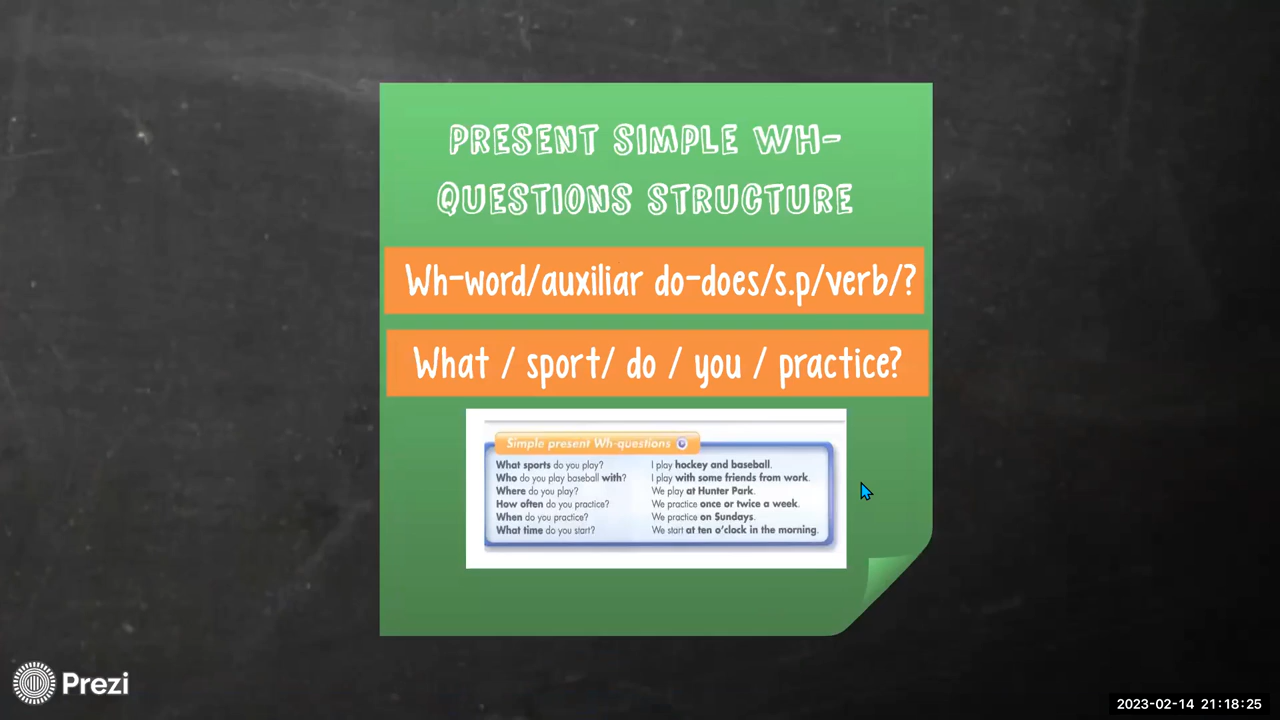 PRESENT SIMPLE WH-
QUESTIONS STRUCTURE
Wh-word/auxiliar do-does/s.p/verb/?
What / sport/ do / you / practice?
Simple present Wh-questions
What sports do you play? I play hockey and baseball.
Who do you play baseball with? I play with some friends from work.
Where do you play? We play at Hunter Park.
How often do you practice? We practice once or twice a week.
When do you practice? We practice on Sundays.
What time do you start? We start at ten o'clock in the morning.
Prezi
2023-02-14 21:18:25